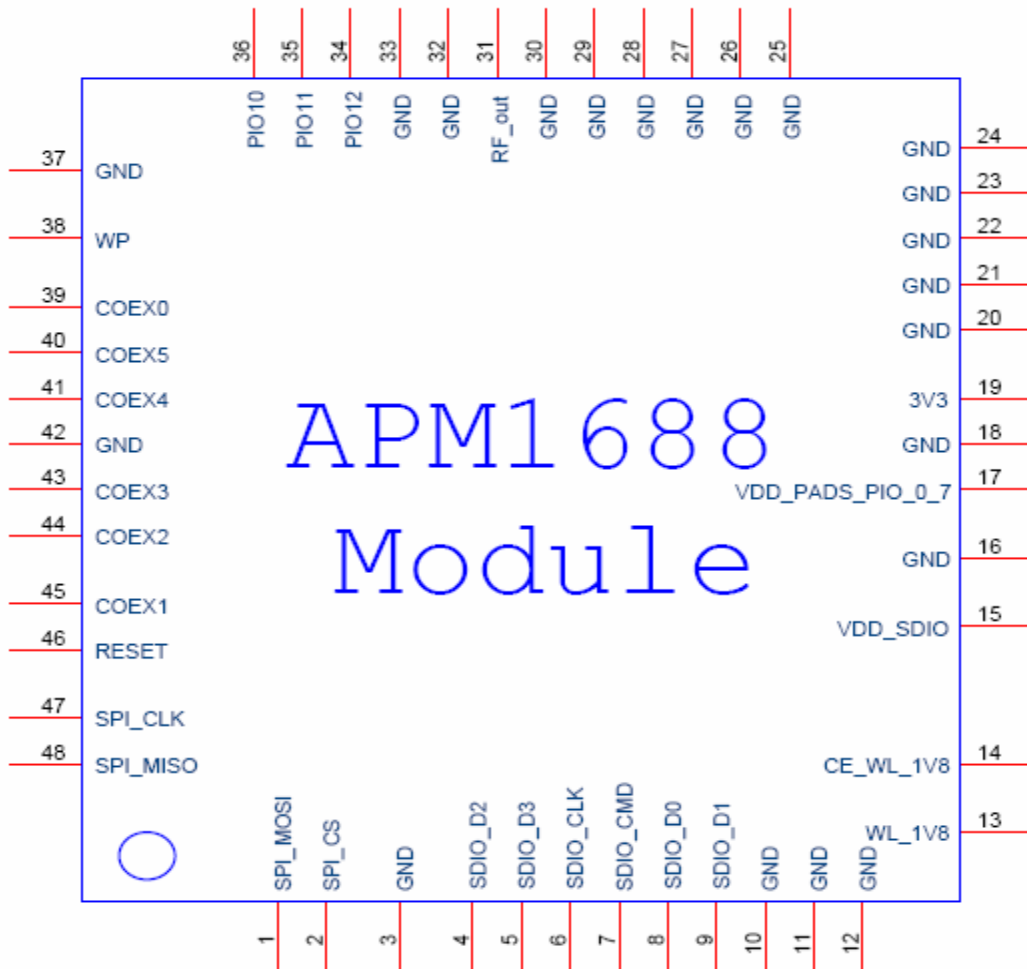 36 35 34 33 32 31 30 29 28 27 26 25
PIO10 PIO11 PIO12 GND GND RF_out GND GND GND GND GND GND
37 GND
38 WP
39 COEX0
40 COEX5
41 COEX4
42 GND
43 COEX3
44 COEX2
45 COEX1
46 RESET
47 SPI_CLK
48 SPI_MISO
APM1688
Module
GND 24
GND 23
GND 22
GND 21
GND 20
3V3 19
GND 18
VDD_PADS_PIO_0_7 17
GND 16
VDD_SDIO 15
CE_WL_1V8 14
WL_1V8 13
SPI_MOSI SPI_CS GND SDIO_D2 SDIO_D3 SDIO_CLK SDIO_CMD SDIO_D0 SDIO_D1 GND GND GND
1 2 3 4 5 6 7 8 9 10 11 12